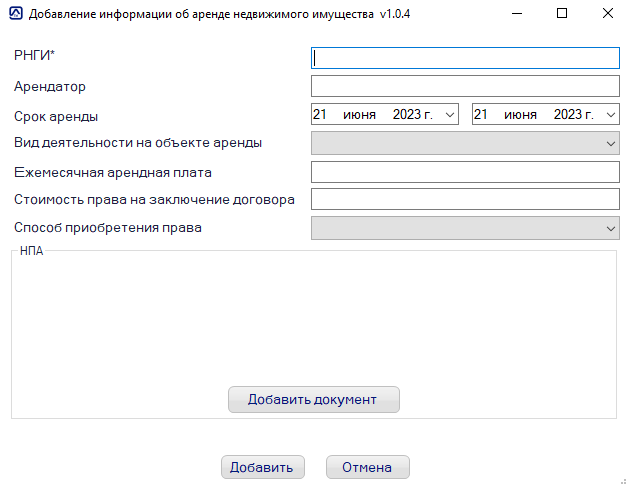 Добавление информации об аренде недвижимого имущества v1.0.4
РНГИ*
Арендатор
Срок аренды 21 июня 2023 г. 21 июня 2023 г.
Вид деятельности на объекте аренды
Ежемесячная арендная плата
Стоимость права на заключение договора
Способ приобретения права
НПА
Добавить документ
Добавить Отмена